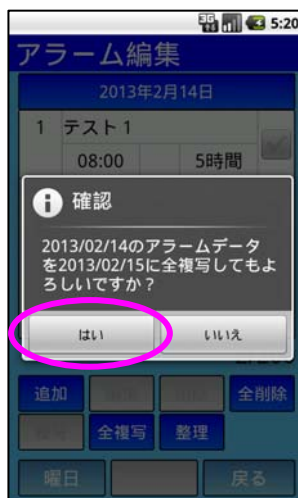 3G 5:20
アラーム編集
2013年2月14日
1 テスト1
08:00 5時間
確認
2013/02/14のアラームデータ
を2013/02/15に全複写してもよ
ろしいですか？
はい いいえ
追加 全削除
全複写 整理
曜日 戻る